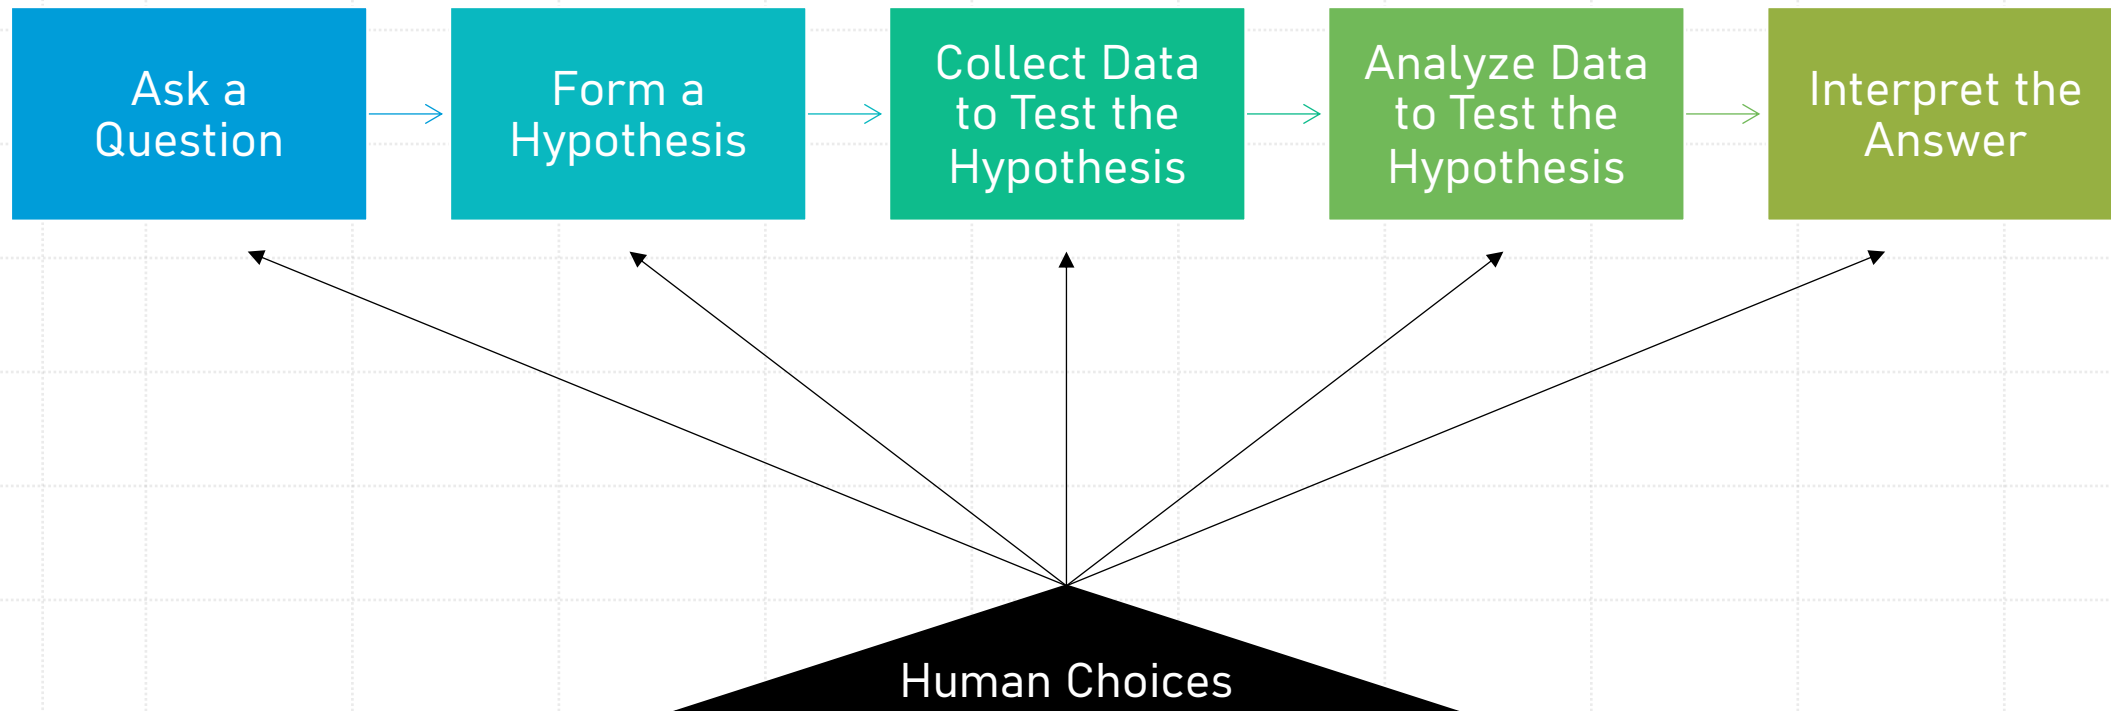 Ask a
Question
Form a
Hypothesis
Collect Data
to Test the
Hypothesis
Analyze Data
to Test the
Hypothesis
Interpret the
Answer
Human Choices